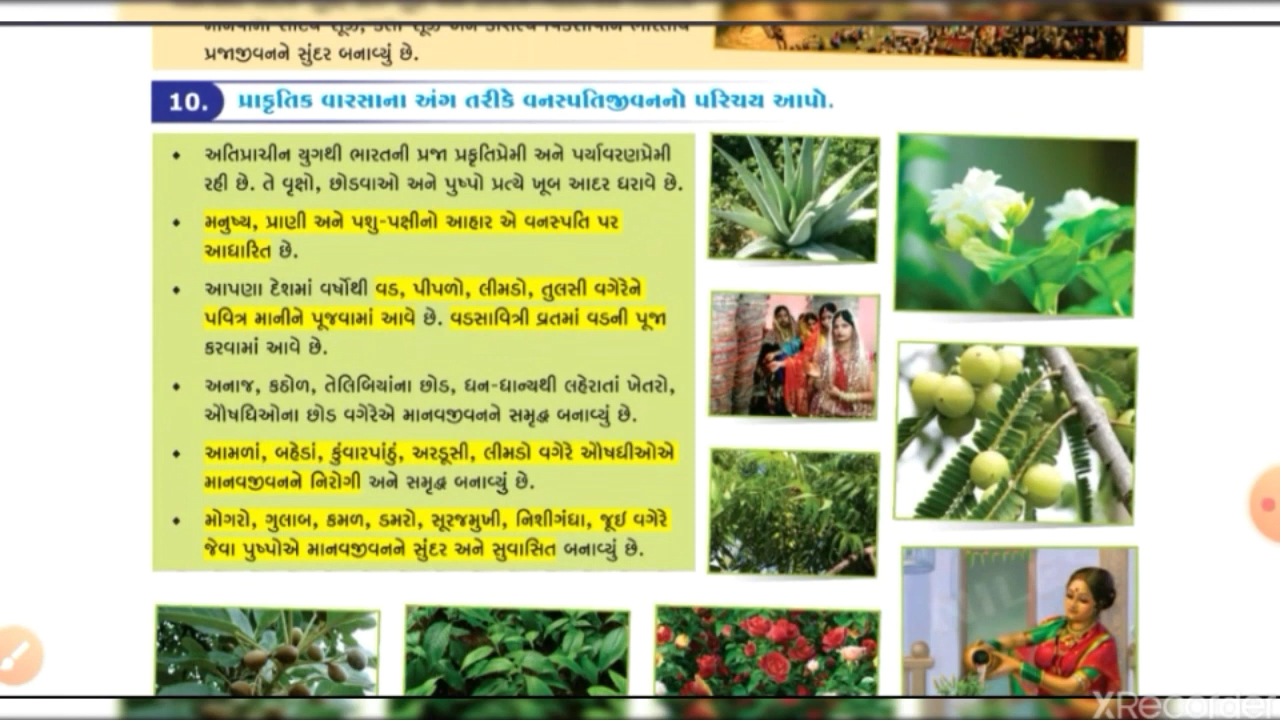 પ્રજાજીવનને સુંદર બનાવ્યું છે.
10. પ્રાકૃતિક વારસાના અંગ તરીકે વનસ્પતિજીવનનો પરિચય આપો.
• અતિપ્રાચીન યુગથી ભારતની પ્રજા પ્રકૃતિપ્રેમી અને પર્યાવરણપ્રેમી
રહી છે. તે વૃક્ષો, છોડવાઓ અને પુષ્પો પ્રત્યે ખૂબ આદર ધરાવે છે.
• મનુષ્ય, પ્રાણી અને પશુ-પક્ષીનો આહાર એ વનસ્પતિ પર
આધારિત છે.
• આપણા દેશમાં વર્ષોથી વડ, પીપળો, લીમડો, તુલસી વગેરેને
પવિત્ર માનીને પૂજવામાં આવે છે. વડસાવિત્રી વ્રતમાં વડની પૂજા
કરવામાં આવે છે.
• અનાજ, કઠોળ, તેલિબિયાંના છોડ, ધન-ધાન્યથી લહેરાતાં ખેતરો,
ઔષધિઓના છોડ વગેરેએ માનવજીવનને સમૃદ્ધ બનાવ્યું છે.
• આમળાં, બહેડાં, કુંવારપાંઠું, અરડૂસી, લીમડો વગેરે ઔષધીઓએ
માનવજીવનને નિરોગી અને સમૃદ્ધ બનાવ્યું છે.
• મોગરો, ગુલાબ, કમળ, ડમરો, સૂરજમુખી, નિશીગંધા, જૂઈ વગેરે
જેવા પુષ્પોએ માનવજીવનને સુંદર અને સુવાસિત બનાવ્યું છે.
XRecorder